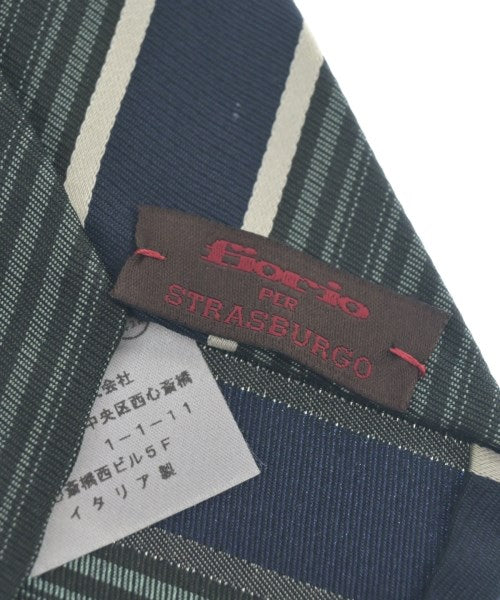 fiorio
PER
STRASBURGO
会社
中央区西心斎橋
1-1-11
斎橋西ビル5F
イタリア製